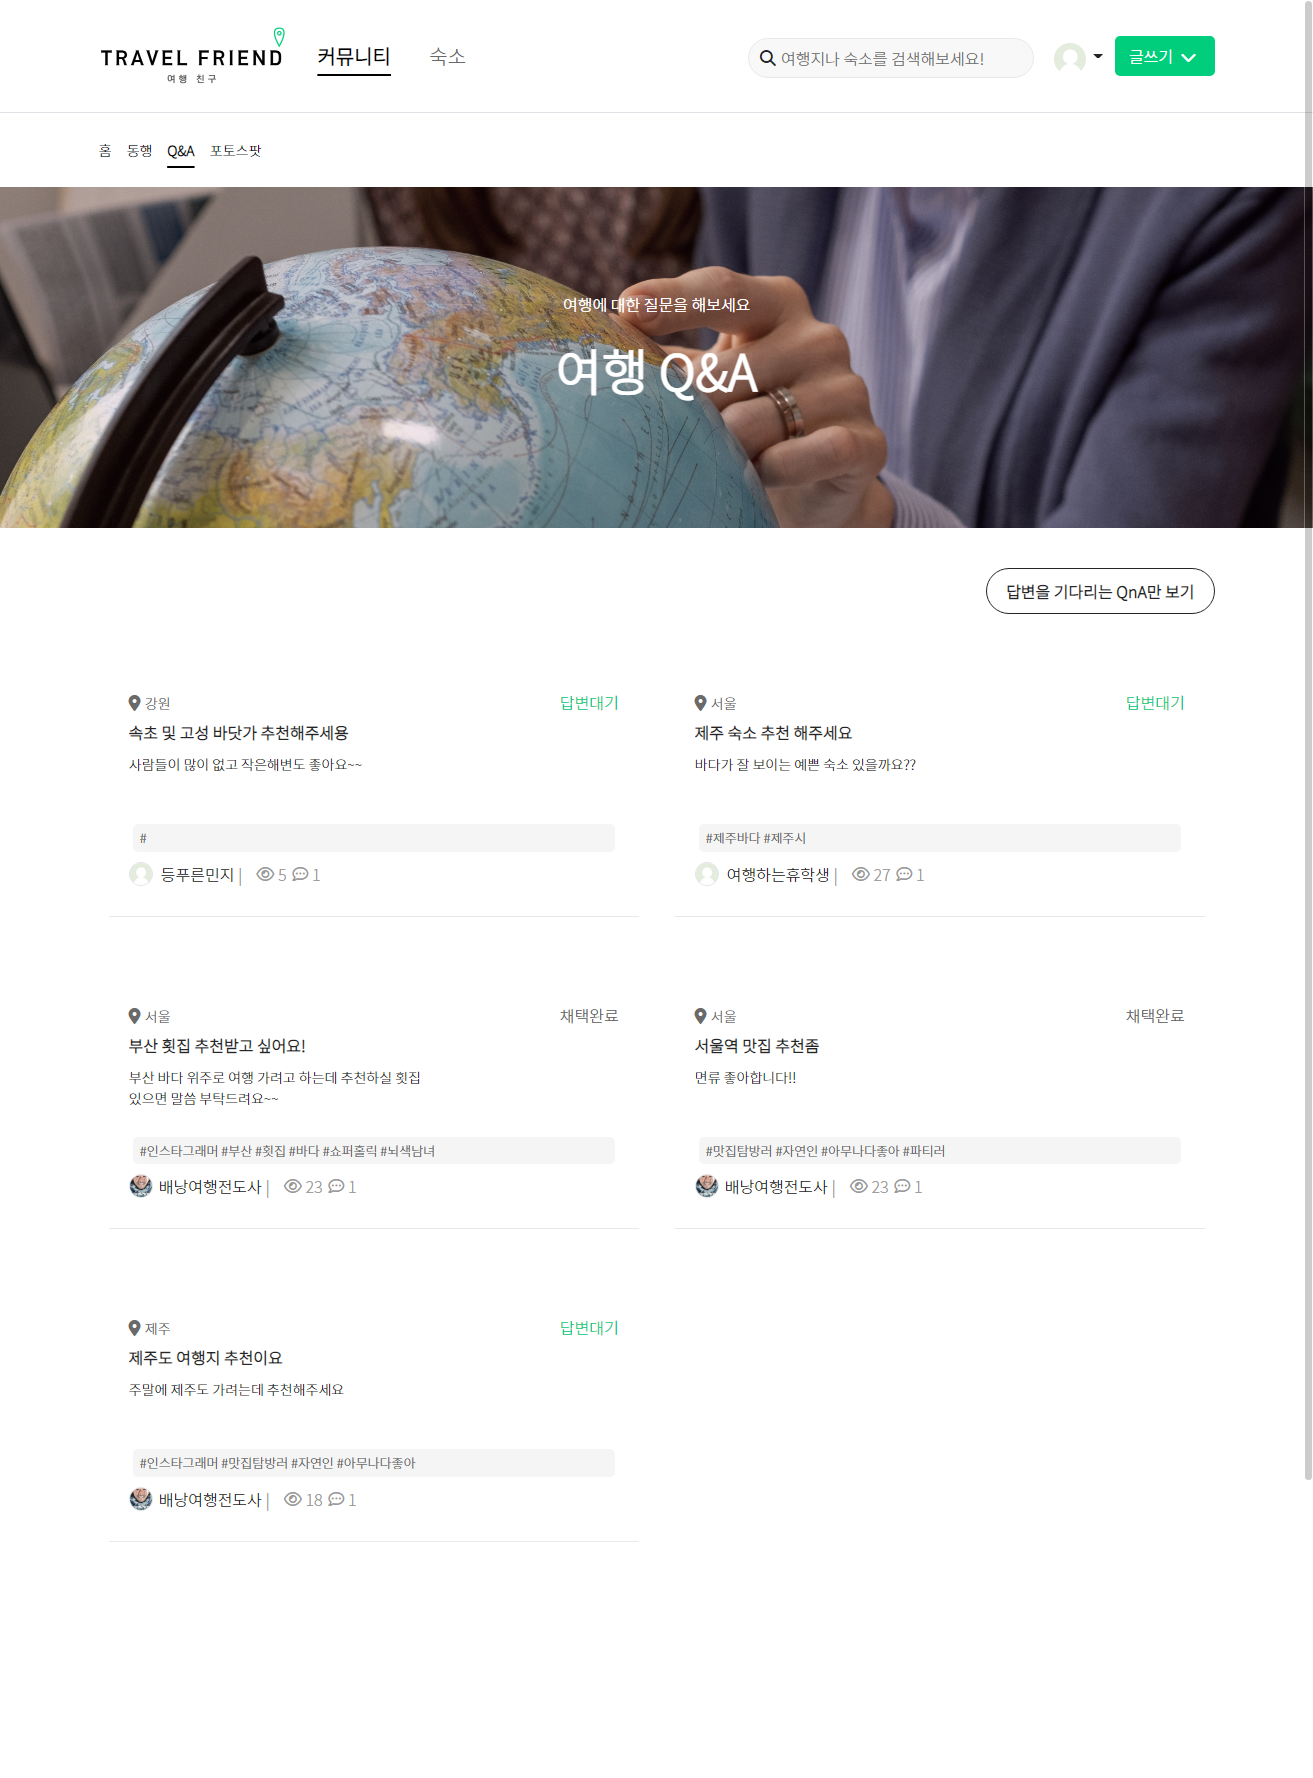 TRAVEL FRIEND
여행 친구
커뮤니티 숙소
여행지나 숙소를 검색해보세요!
글쓰기
홈 동행 Q&A 포토스팟
여행에 대한 질문을 해보세요
여행 Q&A
답변을 기다리는 QnA만 보기
강원 답변대기
속초 및 고성 바닷가 추천해주세용
사람들이 많이 없고 작은해변도 좋아요~~
#
등푸른민지 | 5 1
서울 답변대기
제주 숙소 추천 해주세요
바다가 잘 보이는 예쁜 숙소 있을까요??
#제주바다 #제주시
여행하는휴학생 | 27 1
서울 채택완료
부산 횟집 추천받고 싶어요!
부산 바다 위주로 여행 가려고 하는데 추천하실 횟집
있으면 말씀 부탁드려요~~
#인스타그래머 #부산 #횟집 #바다 #쇼퍼홀릭 #뇌색남녀
배낭여행전도사 | 23 1
서울 채택완료
서울역 맛집 추천좀
면류 좋아합니다!!
#맛집탐방러 #자연인 #아무나다좋아 #파티러
배낭여행전도사 | 23 1
제주 답변대기
제주도 여행지 추천이요
주말에 제주도 가려는데 추천해주세요
#인스타그래머 #맛집탐방러 #자연인 #아무나다좋아
배낭여행전도사 | 18 1